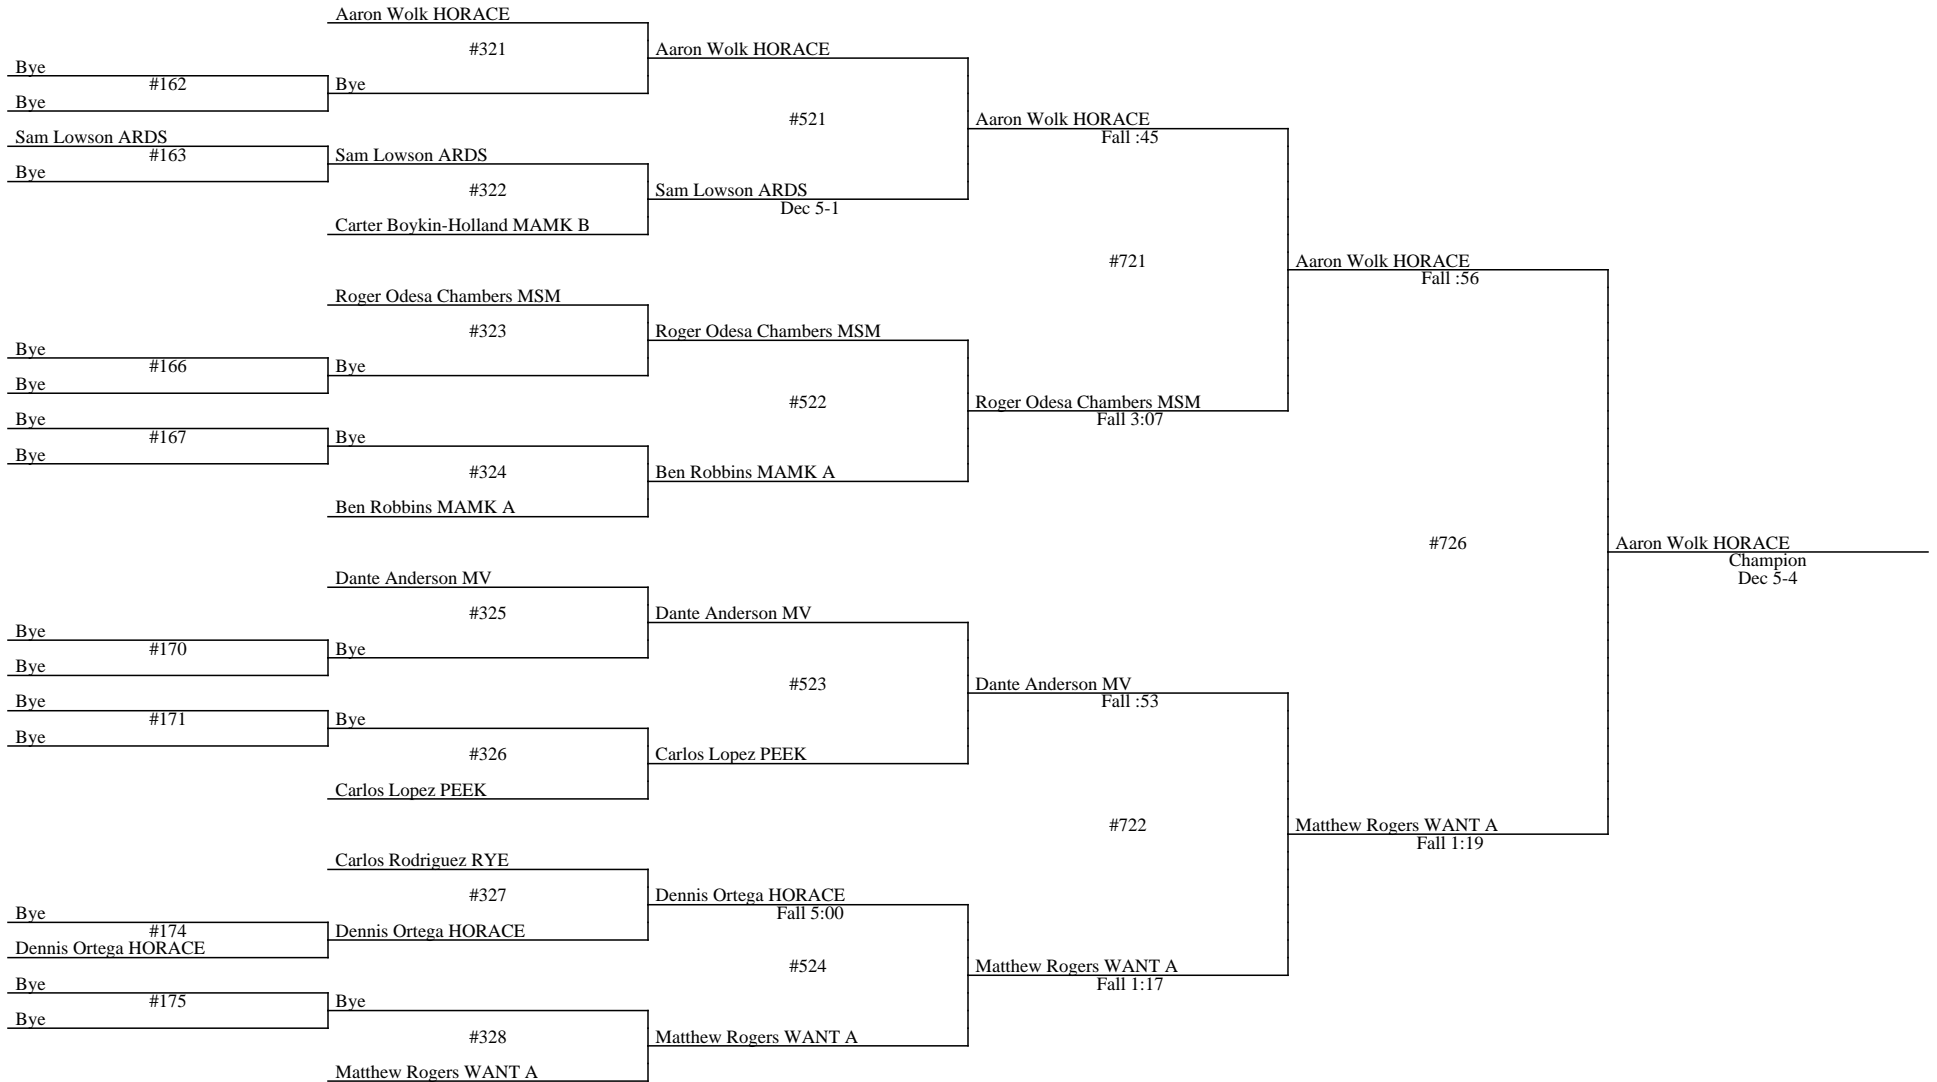 Aaron Wolk HORACE
#321
Aaron Wolk HORACE
Bye
#162
Bye
Bye
#521
Aaron Wolk HORACE
Fall :45
Sam Lowson ARDS
#163
Sam Lowson ARDS
Bye
#322
Sam Lowson ARDS
Dec 5-1
Carter Boykin-Holland MAMK B
#721
Aaron Wolk HORACE
Fall :56
Roger Odesa Chambers MSM
#323
Roger Odesa Chambers MSM
Bye
#166
Bye
Bye
#522
Roger Odesa Chambers MSM
Fall 3:07
Bye
#167
Bye
Bye
#324
Ben Robbins MAMK A
Ben Robbins MAMK A
#726
Aaron Wolk HORACE
Champion
Dec 5-4
Dante Anderson MV
#325
Dante Anderson MV
Bye
#170
Bye
Bye
#523
Dante Anderson MV
Fall :53
Bye
#171
Bye
Bye
#326
Carlos Lopez PEEK
Carlos Lopez PEEK
#722
Matthew Rogers WANT A
Fall 1:19
Carlos Rodriguez RYE
#327
Dennis Ortega HORACE
Fall 5:00
Bye
#174
Dennis Ortega HORACE
Dennis Ortega HORACE
#524
Matthew Rogers WANT A
Fall 1:17
Bye
#175
Bye
Bye
#328
Matthew Rogers WANT A
Matthew Rogers WANT A